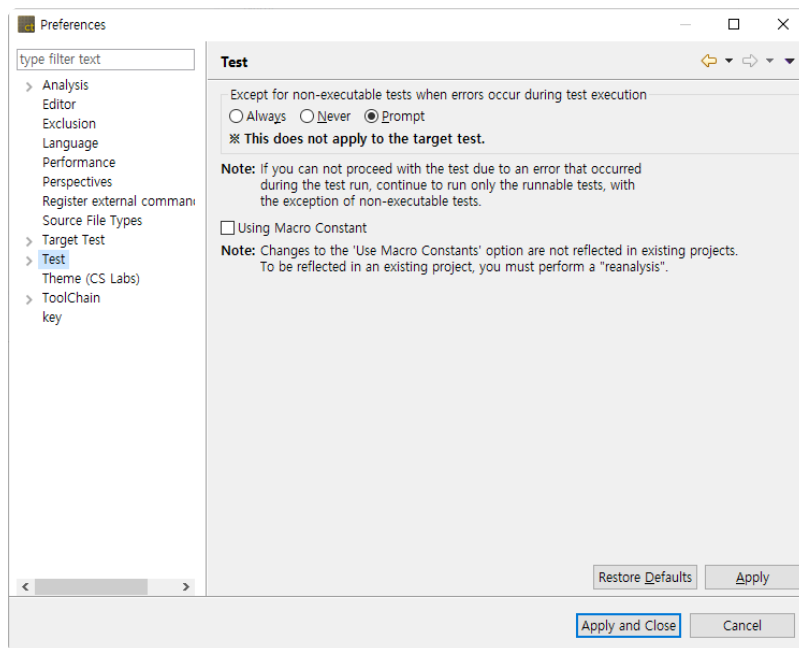 Preferences
type filter text
Analysis
Editor
Exclusion
Language
Performance
Perspectives
Register external
Source File Types
Target Test
Test
Theme (CS Labs)
ToolChain
key
Test
Except for non-executable tests when errors occur during test execution
Always Never Prompt
※ This does not apply to the target test.
Note: If you can not proceed with the test due to an error that occurred
during the test run, continue to run only the runnable tests, with
the exception of non-executable tests.
Using Macro Constant
Note: Changes to the 'Use Macro Constants' option are not reflected in existing projects.
To be reflected in an existing project, you must perform a "reanalysis".
Restore Defaults Apply
Apply and Close Cancel